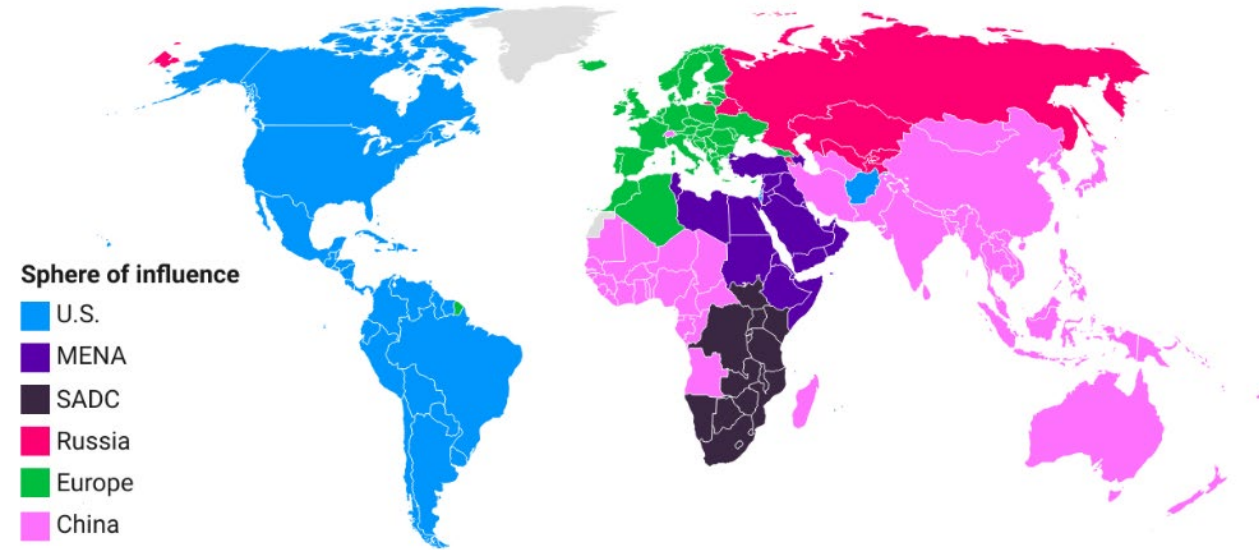 Sphere of influence
U.S.
MENA
SADC
Russia
Europe
China